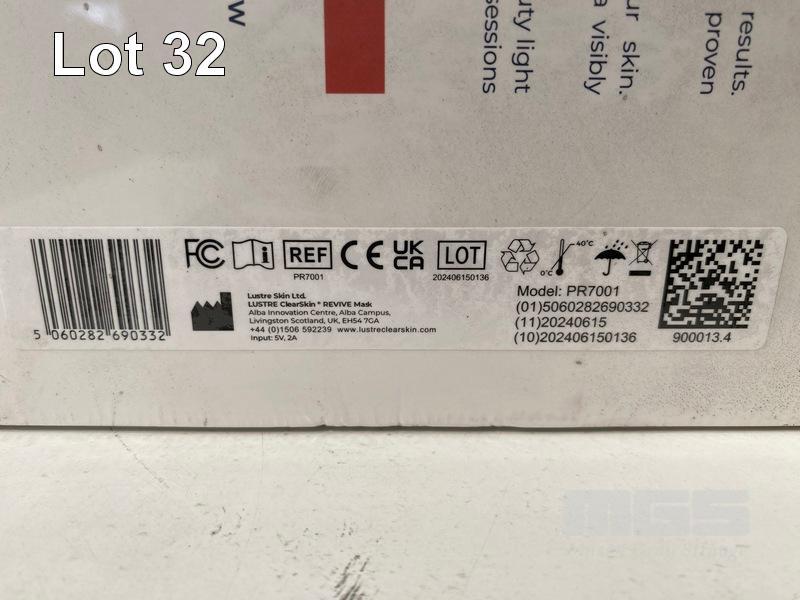 Lot 32
w
uty light
sessions
ur skin.
a visibly
results.
proven
FC
i
REF
PR7001
CE
UK
CA
LOT
202406150136
0°C
40°C
Lustre Skin Ltd.
LUSTRE ClearSkin® REVIVE Mask
Alba Innovation Centre, Alba Campus,
Livingston Scotland, UK, EH54 7GA
+44 (0)1506 592239 www.lustreclearskin.com
Input: 5V, 2A
5 060282 690332
Model: PR7001
(01)5060282690332
(11)20240615
(10)202406150136
900013.4
MGS